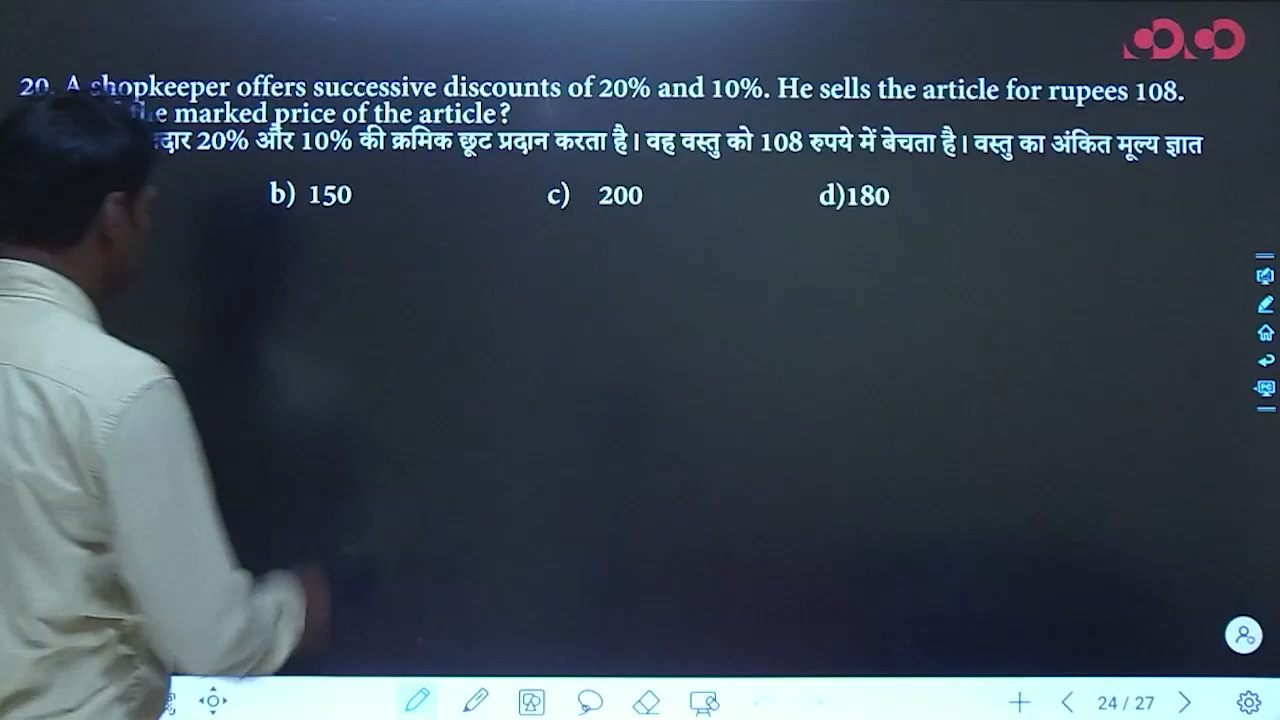 20. A shopkeeper offers successive discounts of 20% and 10%. He sells the article for rupees 108.
the marked price of the article?
20% और 10% की क्रमिक छूट प्रदान करता है। वह वस्तु को 108 रुपये में बेचता है। वस्तु का अंकित मूल्य ज्ञात
b) 150 c) 200 d)180
24 / 27